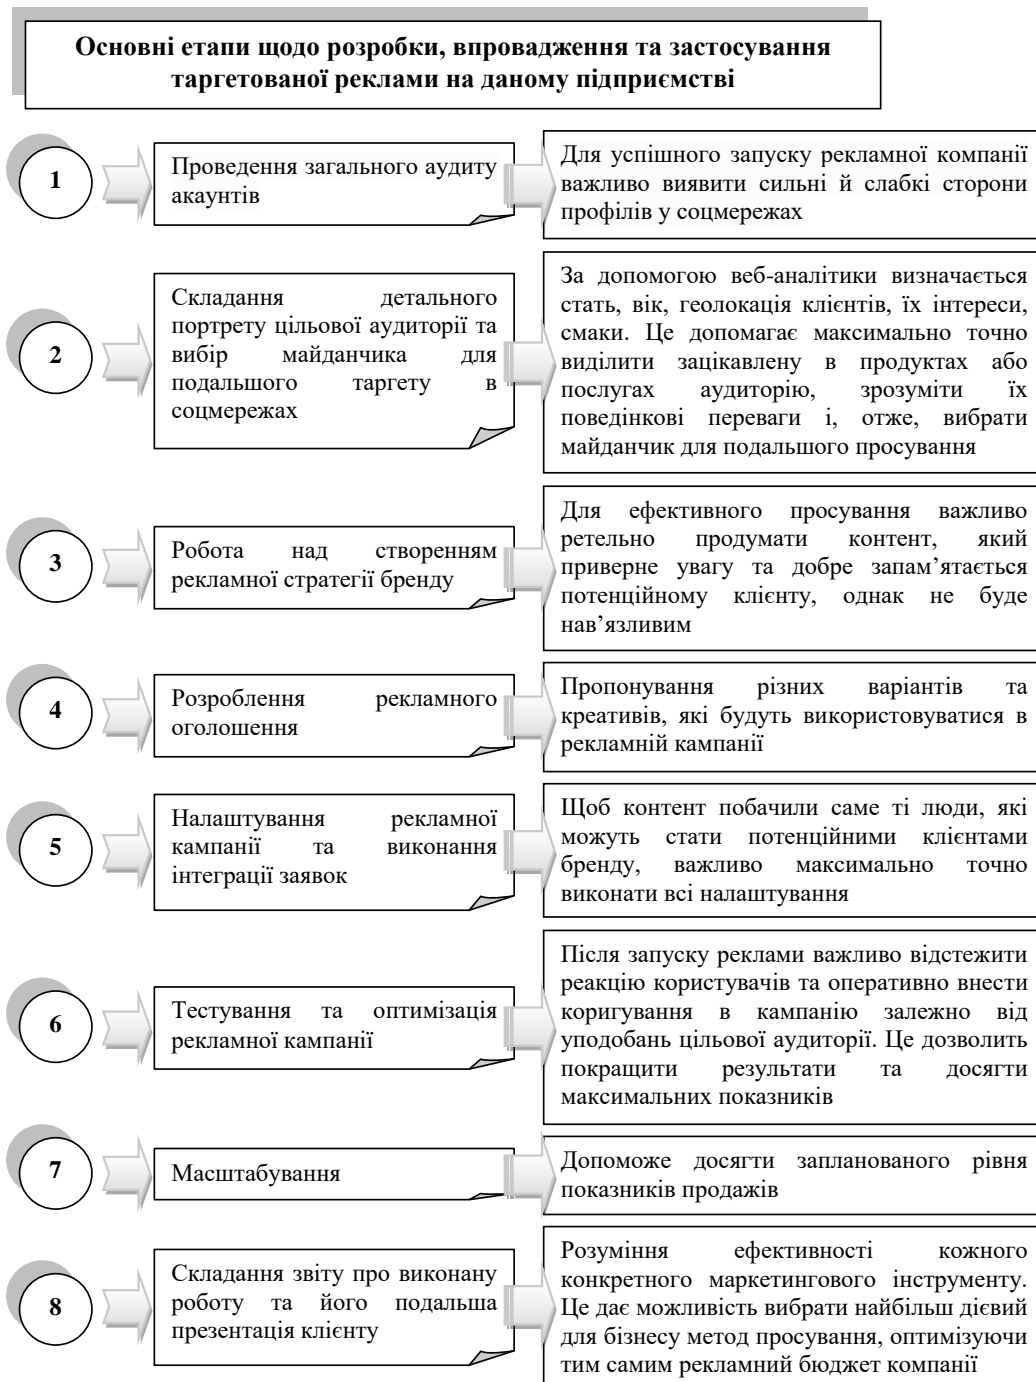 Основні етапи щодо розробки, впровадження та застосування
таргетованої реклами на даному підприємстві
1
Проведення загального аудиту
акаунтів
Для успішного запуску рекламної компанії
важливо виявити сильні й слабкі сторони
профілів у соцмережах
2
Складання детального
портрету цільової аудиторії та
вибір майданчика для
подальшого таргету в
соцмережах
За допомогою веб-аналітики визначається
стать, вік, геолокація клієнтів, їх інтереси,
смаки. Це допомагає максимально точно
виділити зацікавлену в продуктах або
послугах аудиторію, зрозуміти їх
поведінкові переваги і, отже, вибрати
майданчик для подальшого просування
3
Робота над створенням
рекламної стратегії бренду
Для ефективного просування важливо
ретельно продумати контент, який
приверне увагу та добре запам’ятається
потенційному клієнту, однак не буде
нав’язливим
4
Розроблення рекламного
оголошення
Пропонування різних варіантів та
креативів, які будуть використовуватися в
рекламній кампанії
5
Налаштування рекламної
кампанії та виконання
інтеграції заявок
Щоб контент побачили саме ті люди, які
можуть стати потенційними клієнтами
бренду, важливо максимально точно
виконати всі налаштування
6
Тестування та оптимізація
рекламної кампанії
Після запуску реклами важливо відстежити
реакцію користувачів та оперативно внести
коригування в кампанію залежно від
уподобань цільової аудиторії. Це дозволить
покращити результати та досягти
максимальних показників
7
Масштабування
Допоможе досягти запланованого рівня
показників продажів
8
Складання звіту про виконану
роботу та його подальша
презентація клієнту
Розуміння ефективності кожного
конкретного маркетингового інструменту.
Це дає можливість вибрати найбільш дієвий
для бізнесу метод просування, оптимізуючи
тим самим рекламний бюджет компанії